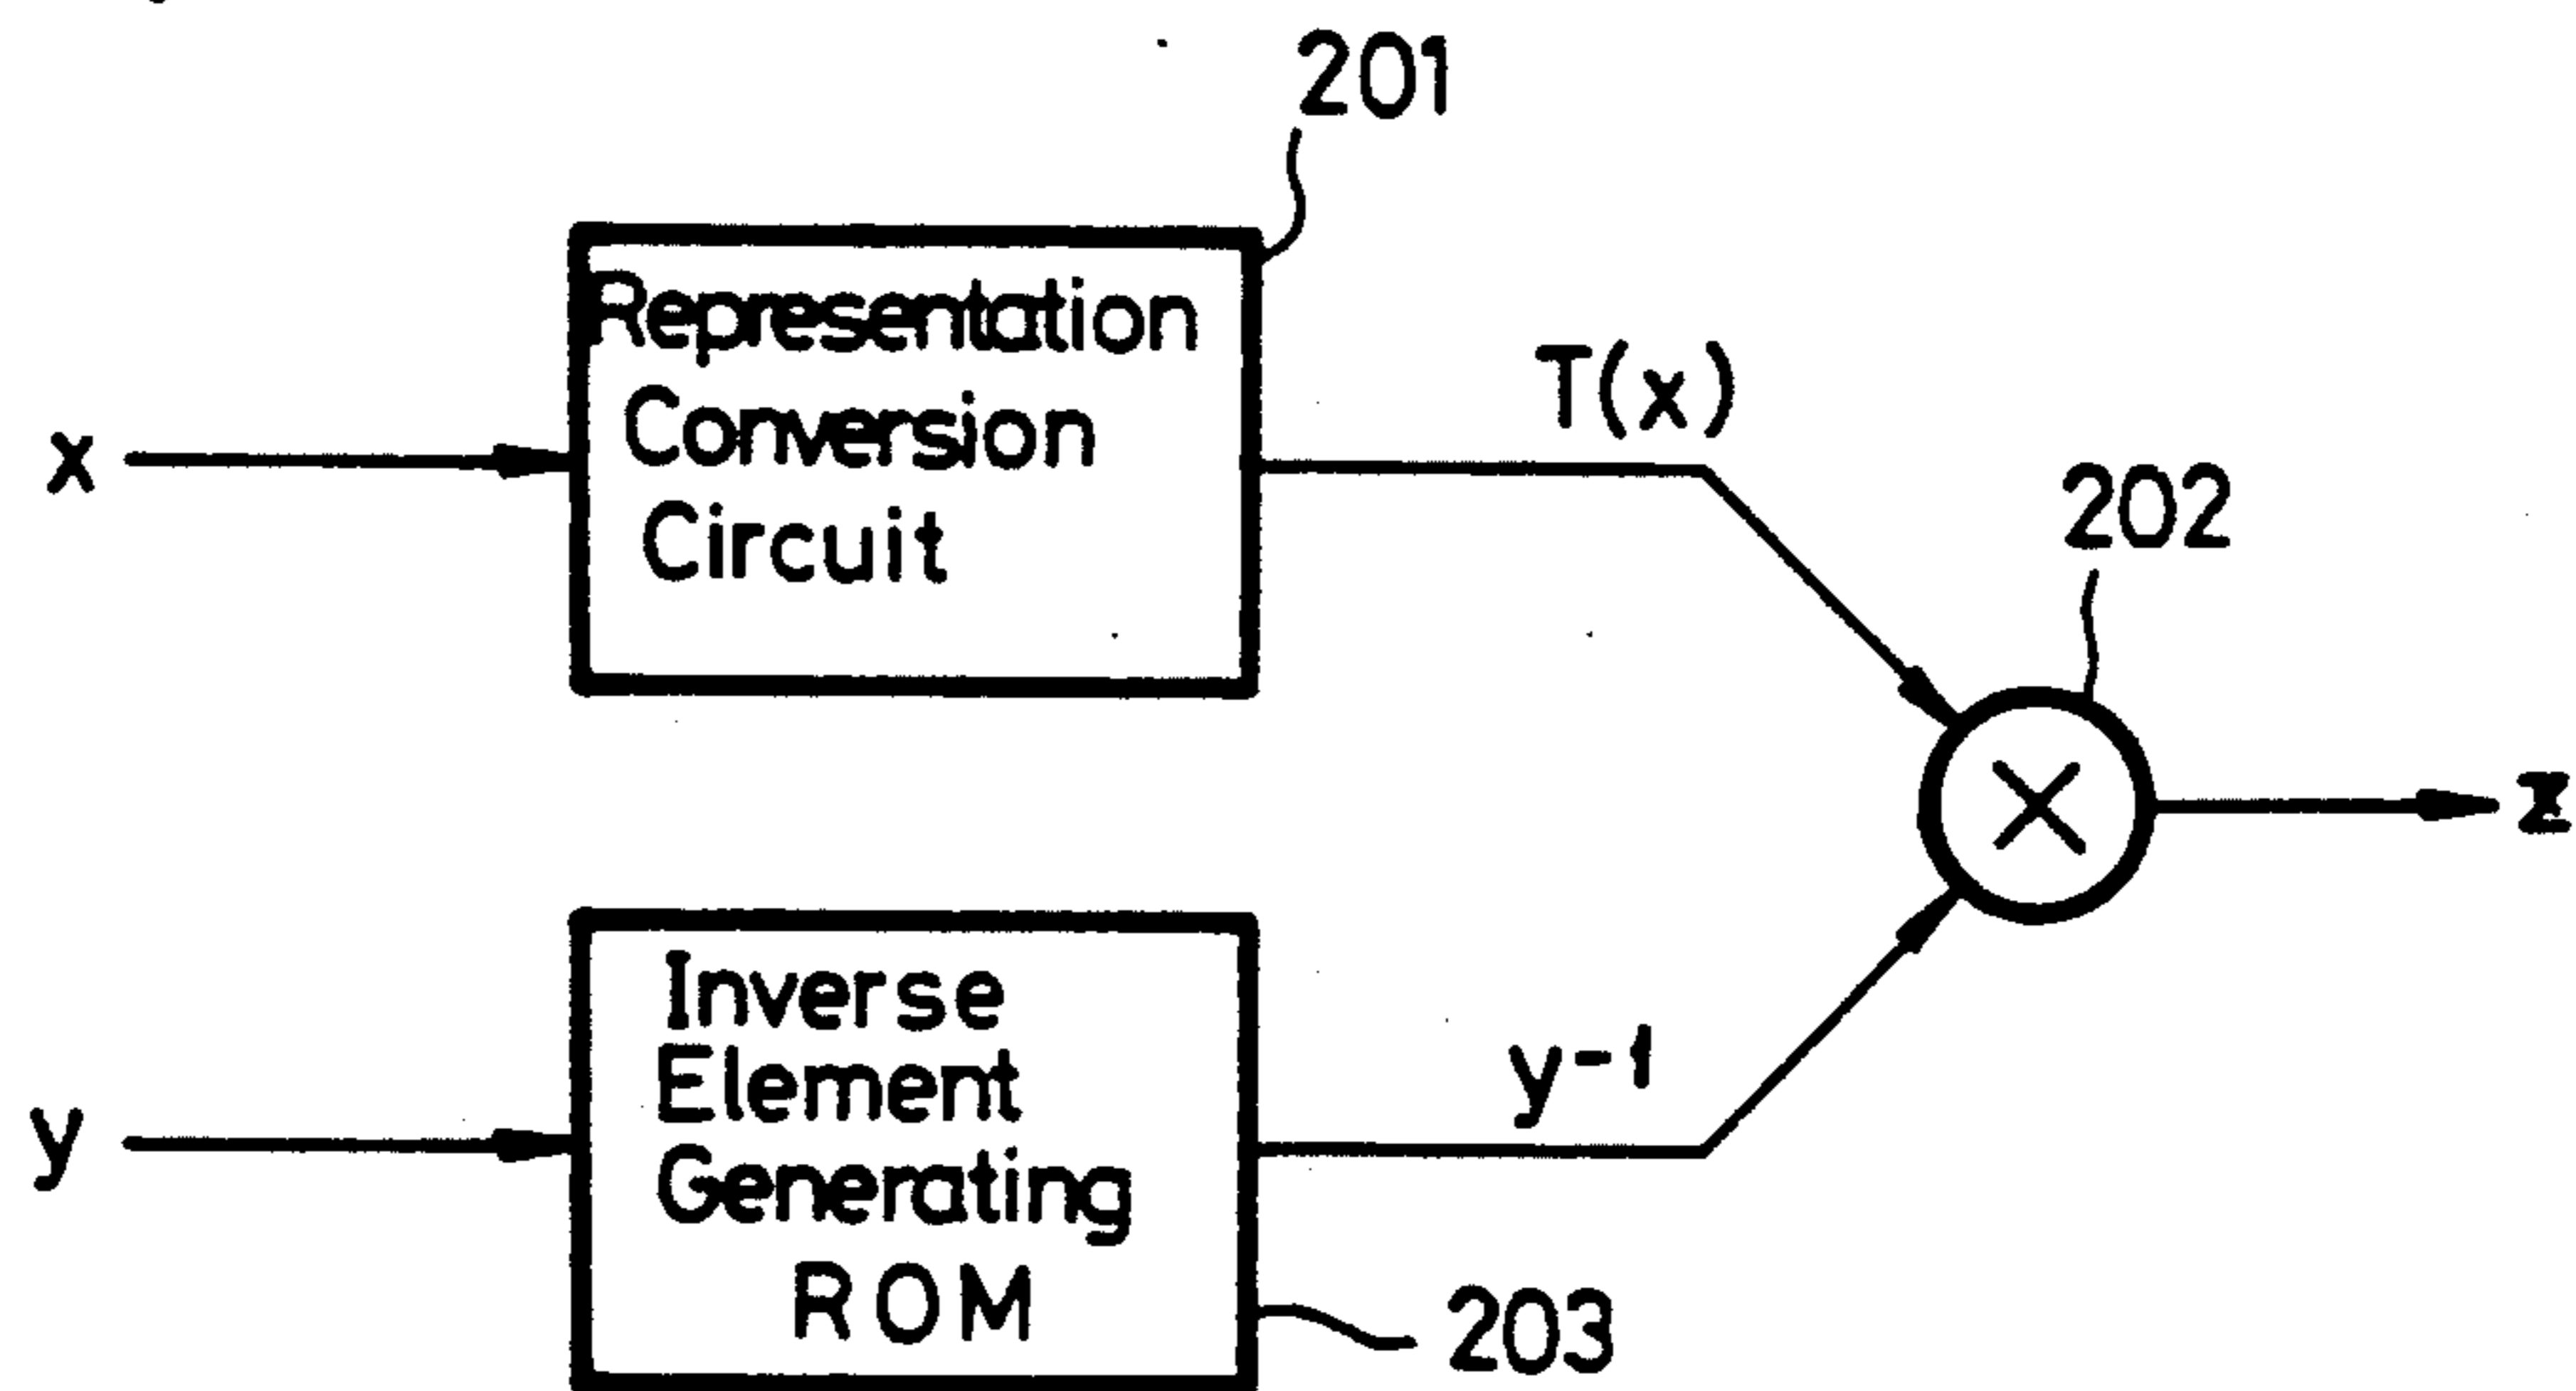 201
Representation
Conversion
Circuit
x
T(x)
202
×
z
Inverse
Element
Generating
ROM
y
y-1
203